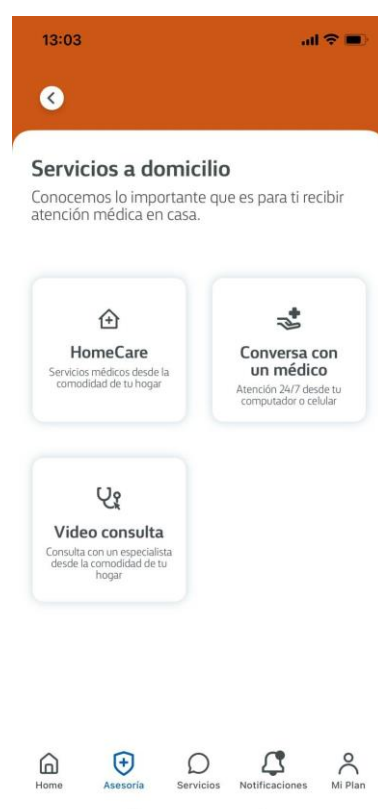 13:03
Servicios a domicilio
Conocemos lo importante que es para ti recibir
atención médica en casa.
HomeCare
Servicios médicos desde la
comodidad de tu hogar
Conversa con
un médico
Atención 24/7 desde tu
computador o celular
Video consulta
Consulta con un especialista
desde la comodidad de tu
hogar
Home
Asesoría
Servicios
Notificaciones
Mi Plan